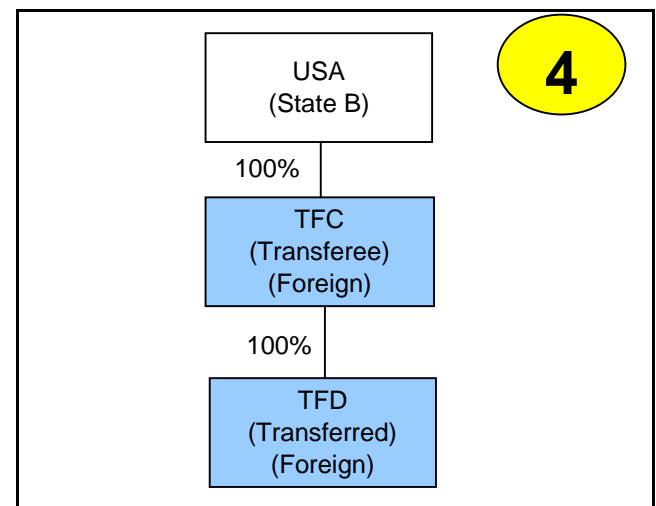 4
USA
(State B)
100%
TFC
(Transferee)
(Foreign)
100%
TFD
(Transferred)
(Foreign)